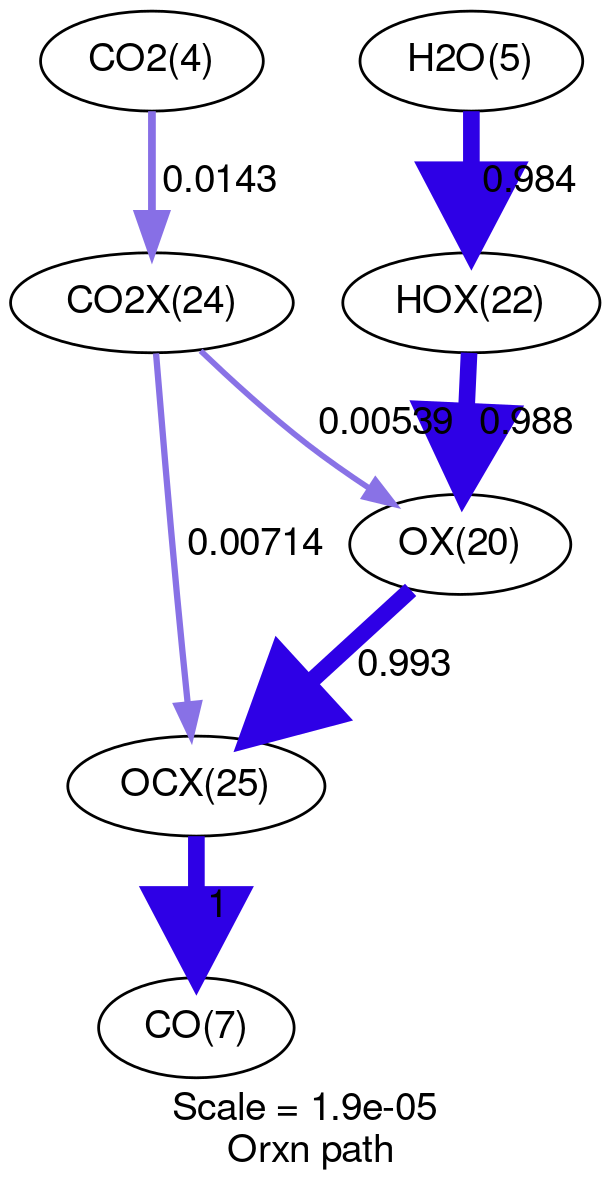 CO2(4)
H2O(5)
0.0143
0.984
CO2X(24)
HOX(22)
0.00539
0.988
0.00714
OX(20)
0.993
OCX(25)
1
CO(7)
Scale = 1.9e-05
Orxn path